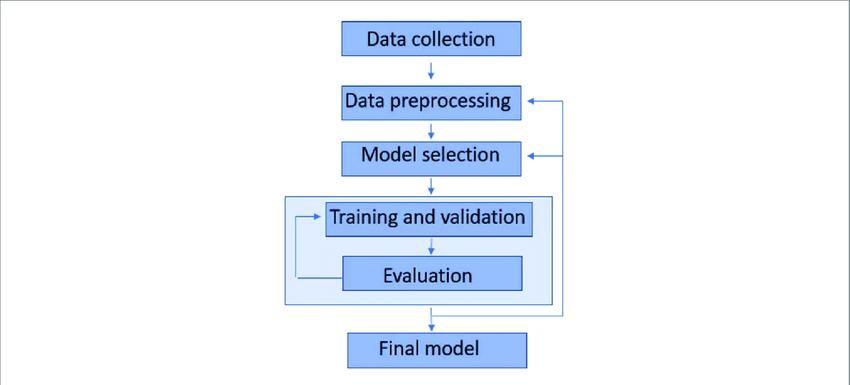 Data collection
Data preprocessing
Model selection
Training and validation
Evaluation
Final model